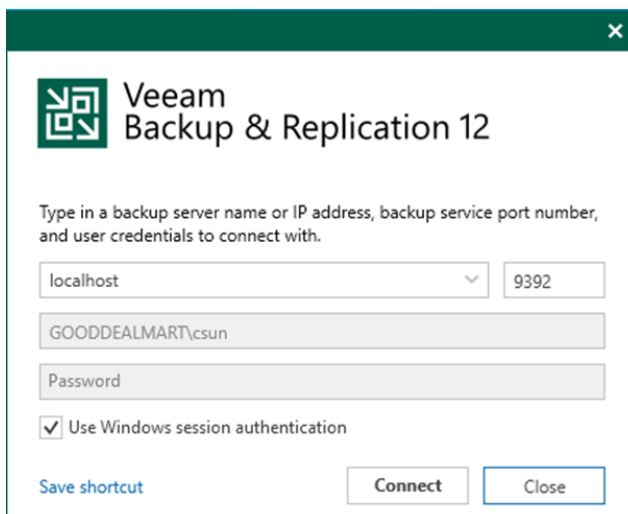 Veeam
Backup & Replication 12
Type in a backup server name or IP address, backup service port number,
and user credentials to connect with.
localhost 9392
GOODDEALMART\csun
Password
Use Windows session authentication
Save shortcut Connect Close